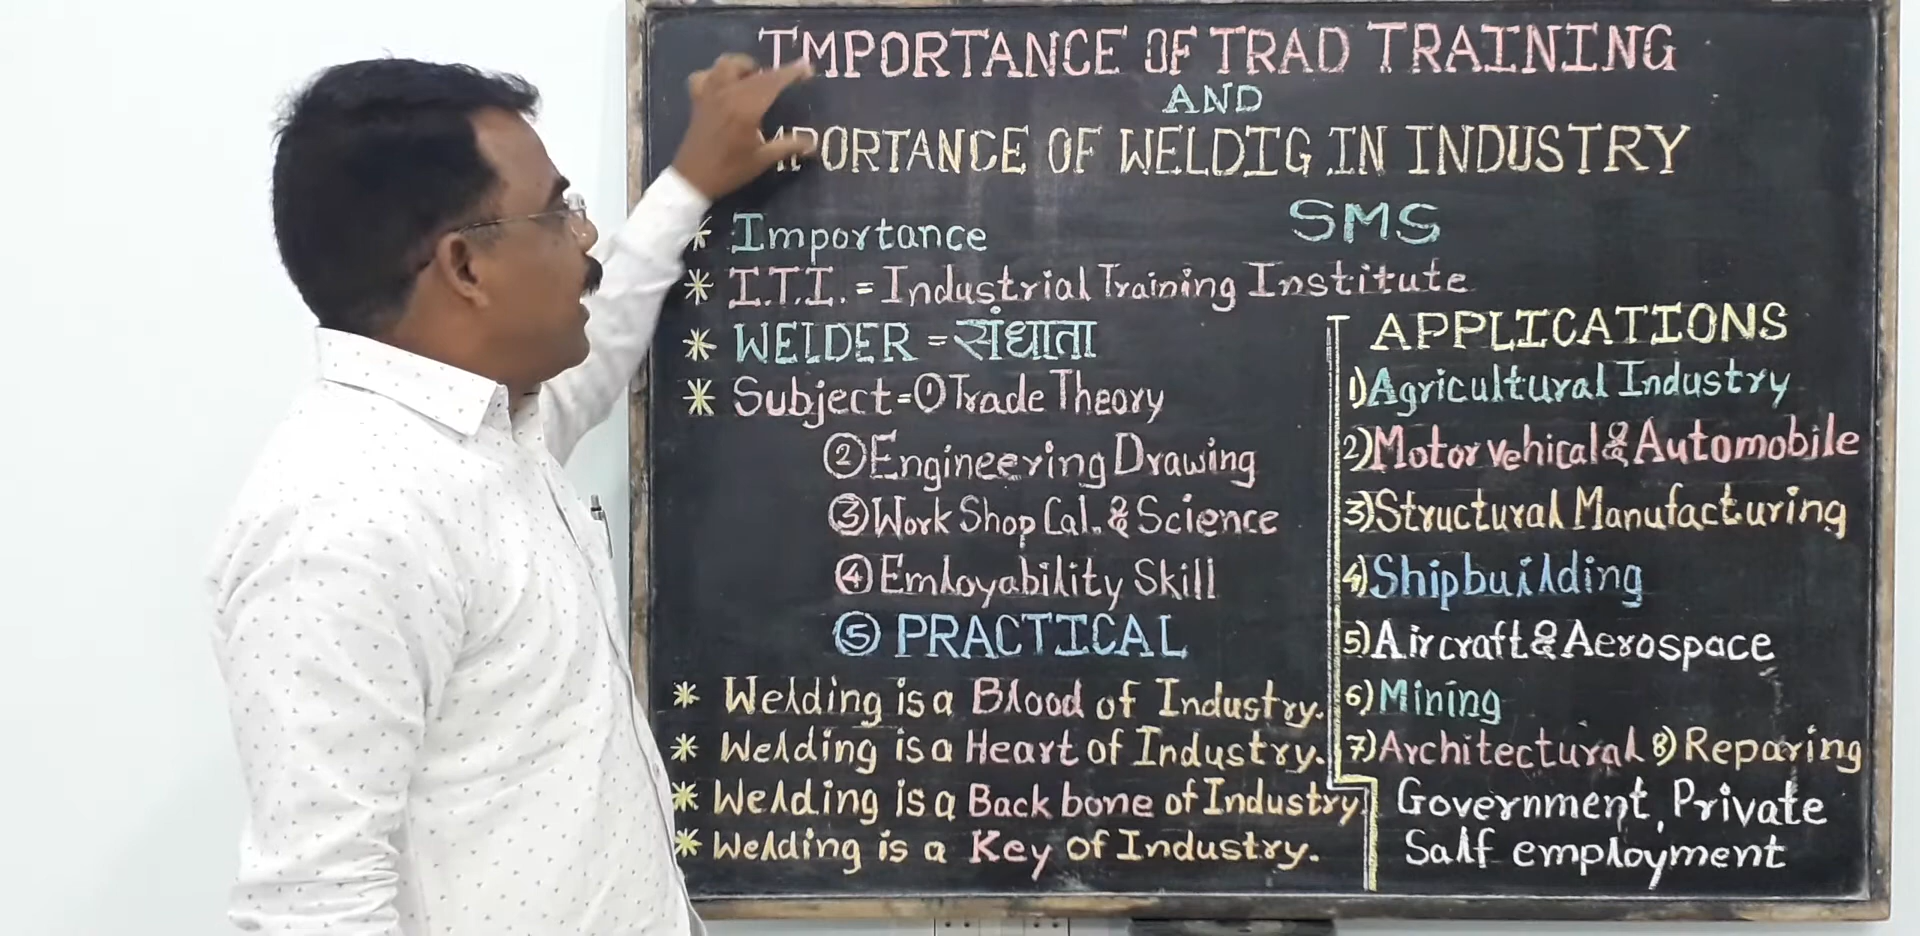 IMPORTANCE OF TRAD TRAINING
AND
MPORTANCE OF WELDIG IN INDUSTRY
SMS
* Importance
* I.T.I. = Industrial Training Institute
* WELDER = संधाता
* Subject = ① Trade Theory
② Engineering Drawing
③ Work Shop Cal. & Science
④ Emloyability Skill
⑤ PRACTICAL
* Welding is a Blood of Industry.
* Welding is a Heart of Industry.
* Welding is a Back bone of Industry
* Welding is a Key of Industry.
APPLICATIONS
1) Agricultural Industry
2) Motor vehical & Automobile
3) Structural Manufacturing
4) Shipbuilding
5) Aircraft & Aerospace
6) Mining
7) Architectural 8) Reparing
Government, Private
Salf employment